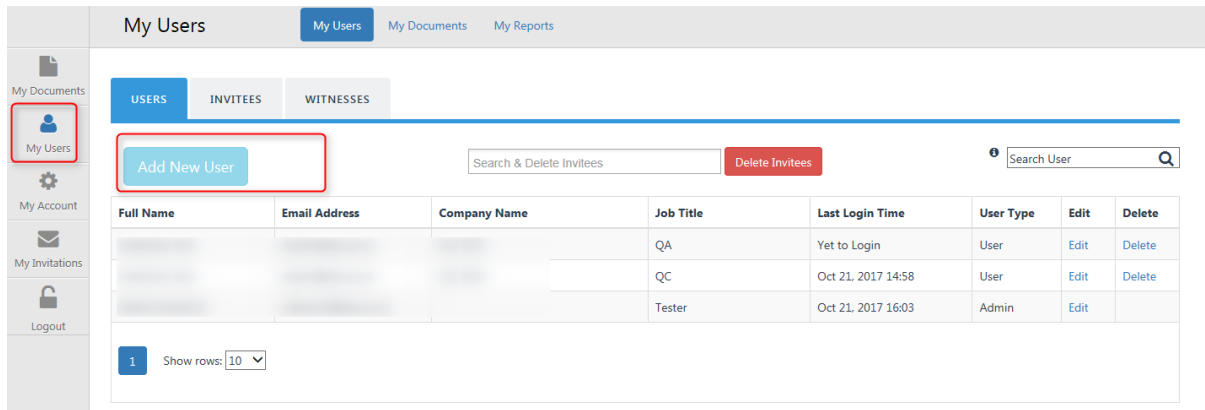 My Users
My Users My Documents My Reports
My Documents
My Users
My Account
My Invitations
Logout
USERS INVITEES WITNESSES
Add New User Search & Delete Invitees Delete Invitees Search User
Full Name Email Address Company Name Job Title Last Login Time User Type Edit Delete
QA Yet to Login User Edit Delete
QC Oct 21, 2017 14:58 User Edit Delete
Tester Oct 21, 2017 16:03 Admin Edit
1 Show rows: 10